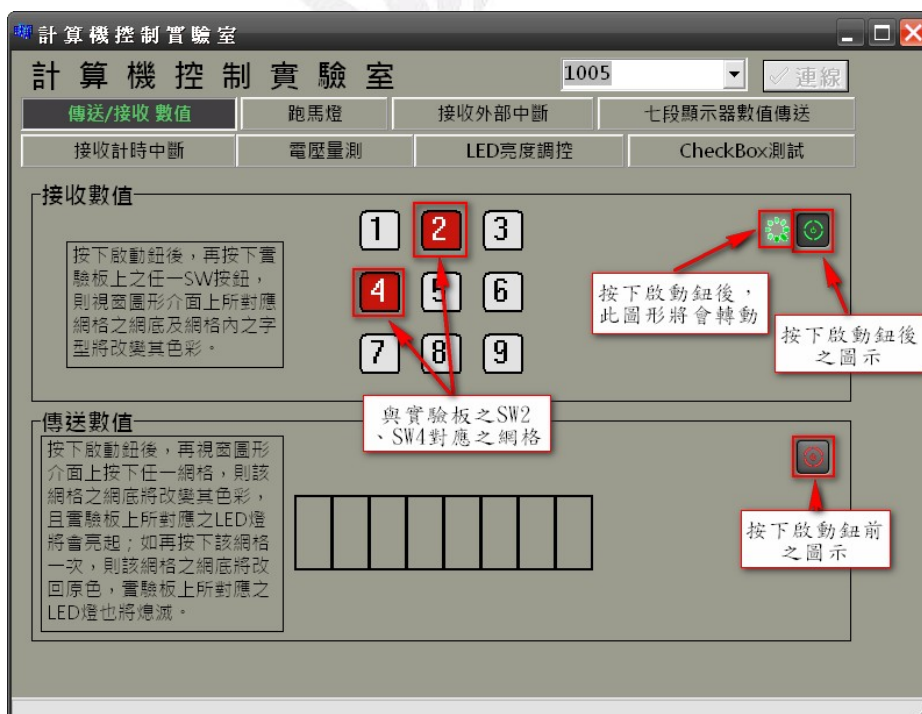 計算機控制實驗室
計算機控制實驗室
1005
連線
傳送/接收 數值
跑馬燈
接收外部中斷
七段顯示器數值傳送
接收計時中斷
電壓量測
LED亮度調控
CheckBox測試
接收數值
按下啟動鈕後，再按下實
驗板上之任一SW按鈕，
則視窗圖形介面上所對應
網格之網底及網格內之字
型將改變其色彩。
1 2 3
4 5 6
7 8 9
按下啟動鈕後，
此圖形將會轉動
按下啟動鈕後
之圖示
與實驗板之SW2
、SW4對應之網格
傳送數值
按下啟動鈕後，再視窗圖形
介面上按下任一網格，則該
網格之網底將改變其色彩，
且實驗板上所對應之LED燈
將會亮起；如再按下該網格
一次，則該網格之網底將改
回原色，實驗板上所對應之
LED燈也將熄滅。
按下啟動鈕前
之圖示